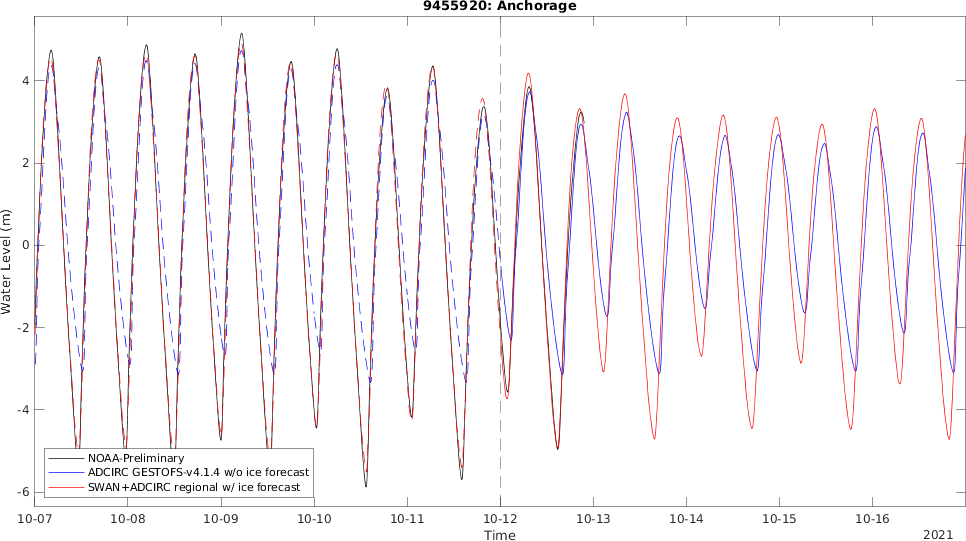 9455920: Anchorage
Water Level (m)
4
2
0
-2
-4
-6
NOAA-Preliminary
ADCIRC GESTOFS-v4.1.4 w/o ice forecast
SWAN+ADCIRC regional w/ ice forecast
10-07 10-08 10-09 10-10 10-11 10-12 10-13 10-14 10-15 10-16
Time
2021